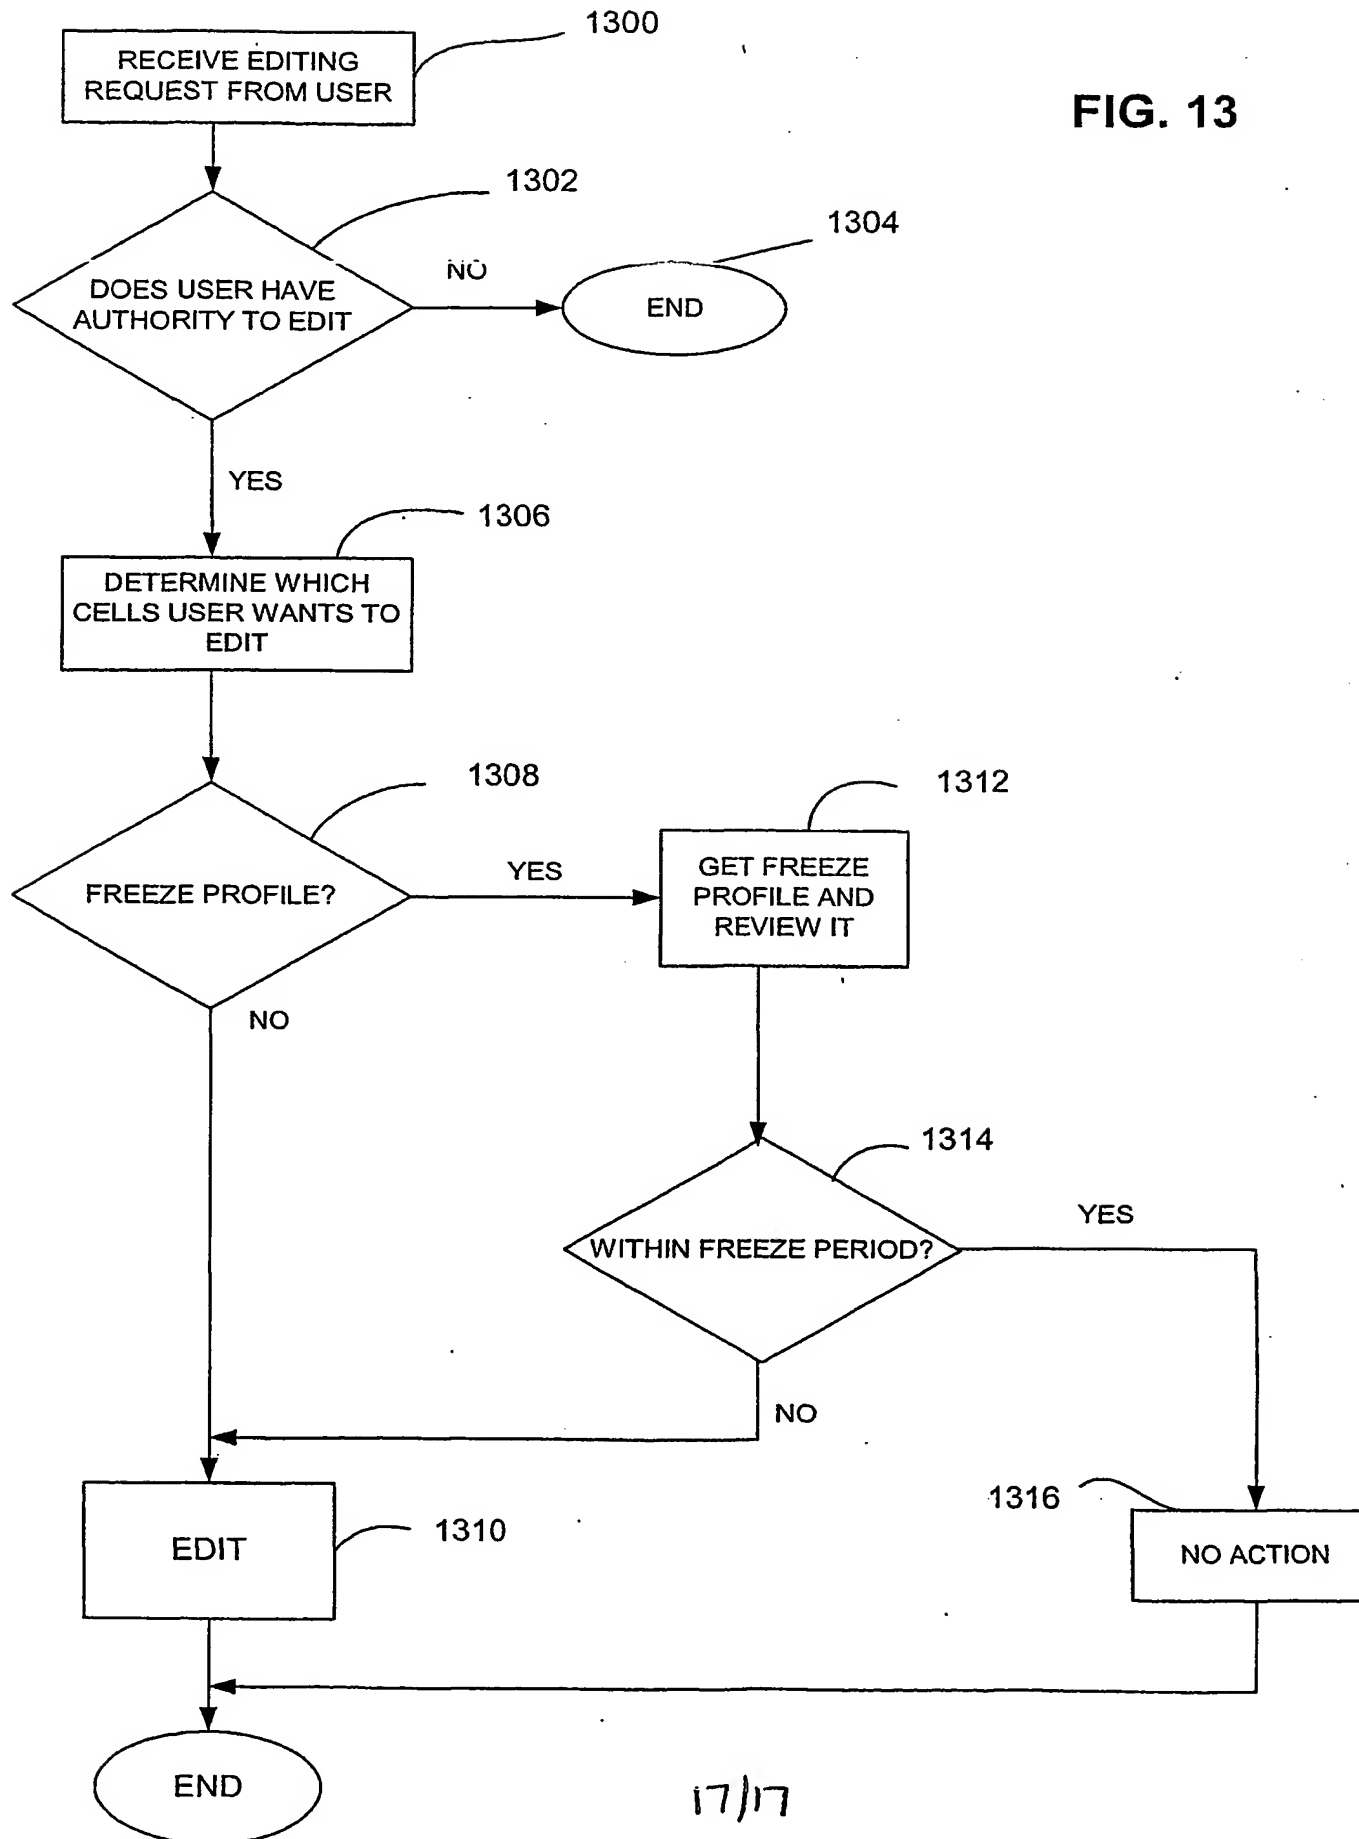 1300
RECEIVE EDITING
REQUEST FROM USER
FIG. 13
1302
1304
DOES USER HAVE
AUTHORITY TO EDIT
NO
END
YES
1306
DETERMINE WHICH
CELLS USER WANTS TO
EDIT
1308
1312
FREEZE PROFILE?
YES
GET FREEZE
PROFILE AND
REVIEW IT
NO
1314
WITHIN FREEZE PERIOD?
YES
NO
1316
EDIT
1310
NO ACTION
END
17/17